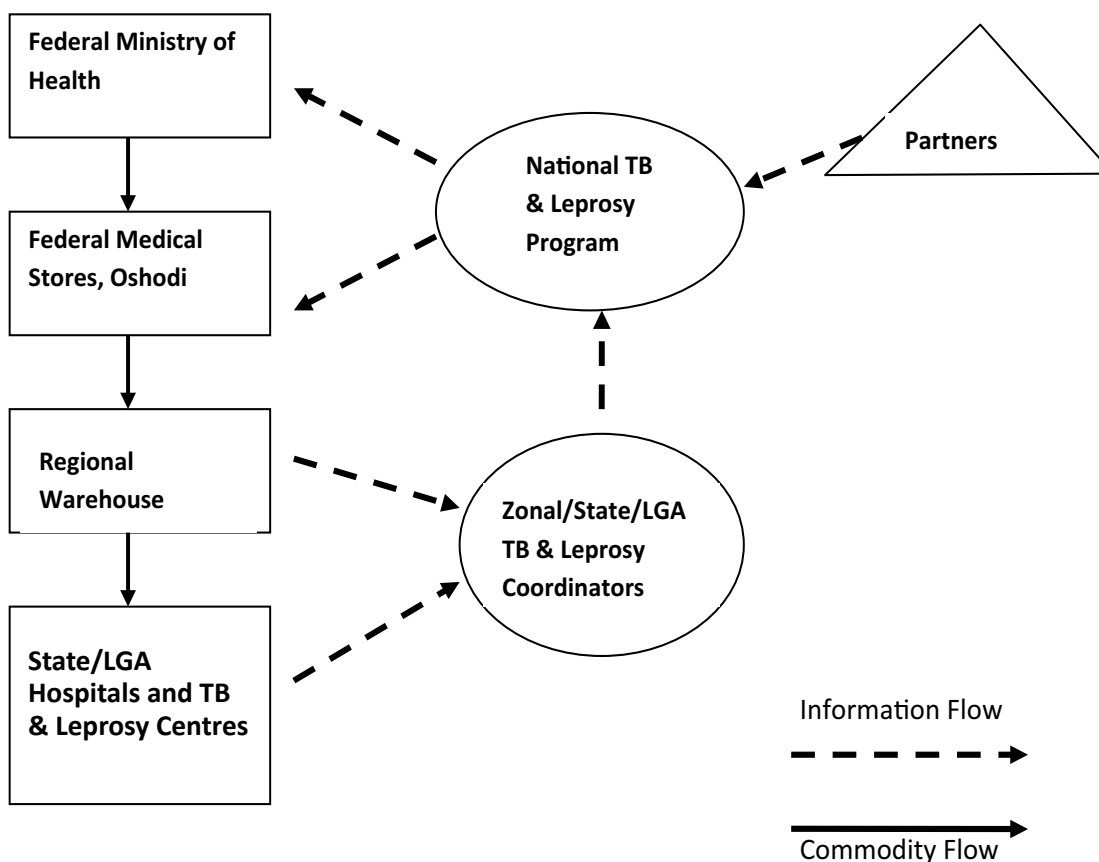 Federal Ministry of
Health
Partners
National TB
& Leprosy
Program
Federal Medical
Stores, Oshodi
Regional
Warehouse
Zonal/State/LGA
TB & Leprosy
Coordinators
State/LGA
Hospitals and TB
& Leprosy Centres
Information Flow
Commodity Flow